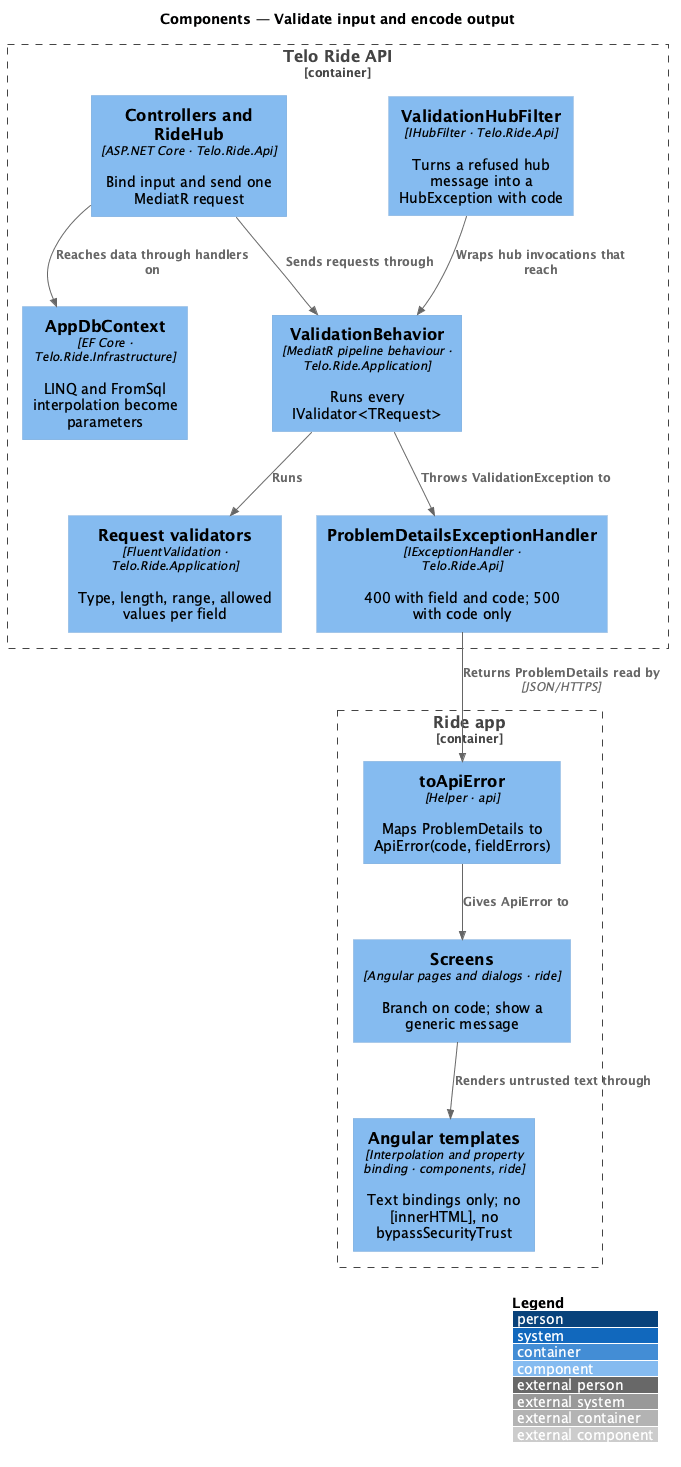 Components — Validate input and encode output
Telo Ride API
[container]
Controllers and
RideHub
[ASP.NET Core · Telo.Ride.Api]
Bind input and send one
MediatR request
ValidationHubFilter
[IHubFilter · Telo.Ride.Api]
Turns a refused hub
message into a
HubException with code
Reaches data through handlers
on
Sends requests through
Wraps hub invocations that
reach
AppDbContext
[EF Core ·
Telo.Ride.Infrastructure]
LINQ and FromSql
interpolation become
parameters
ValidationBehavior
[MediatR pipeline behaviour ·
Telo.Ride.Application]
Runs every
IValidator<TRequest>
Runs
Throws ValidationException to
Request validators
[FluentValidation ·
Telo.Ride.Application]
Type, length, range, allowed
values per field
ProblemDetailsExceptionHandler
[IExceptionHandler ·
Telo.Ride.Api]
400 with field and code; 500
with code only
Returns ProblemDetails read by
[JSON/HTTPS]
Ride app
[container]
toApiError
[Helper · api]
Maps ProblemDetails to
ApiError(code, fieldErrors)
Gives ApiError to
Screens
[Angular pages and dialogs · ride]
Branch on code; show a
generic message
Renders untrusted text through
Angular templates
[Interpolation and property
binding · components, ride]
Text bindings only; no
[innerHTML], no
bypassSecurityTrust
Legend
person
system
container
component
external person
external system
external container
external component